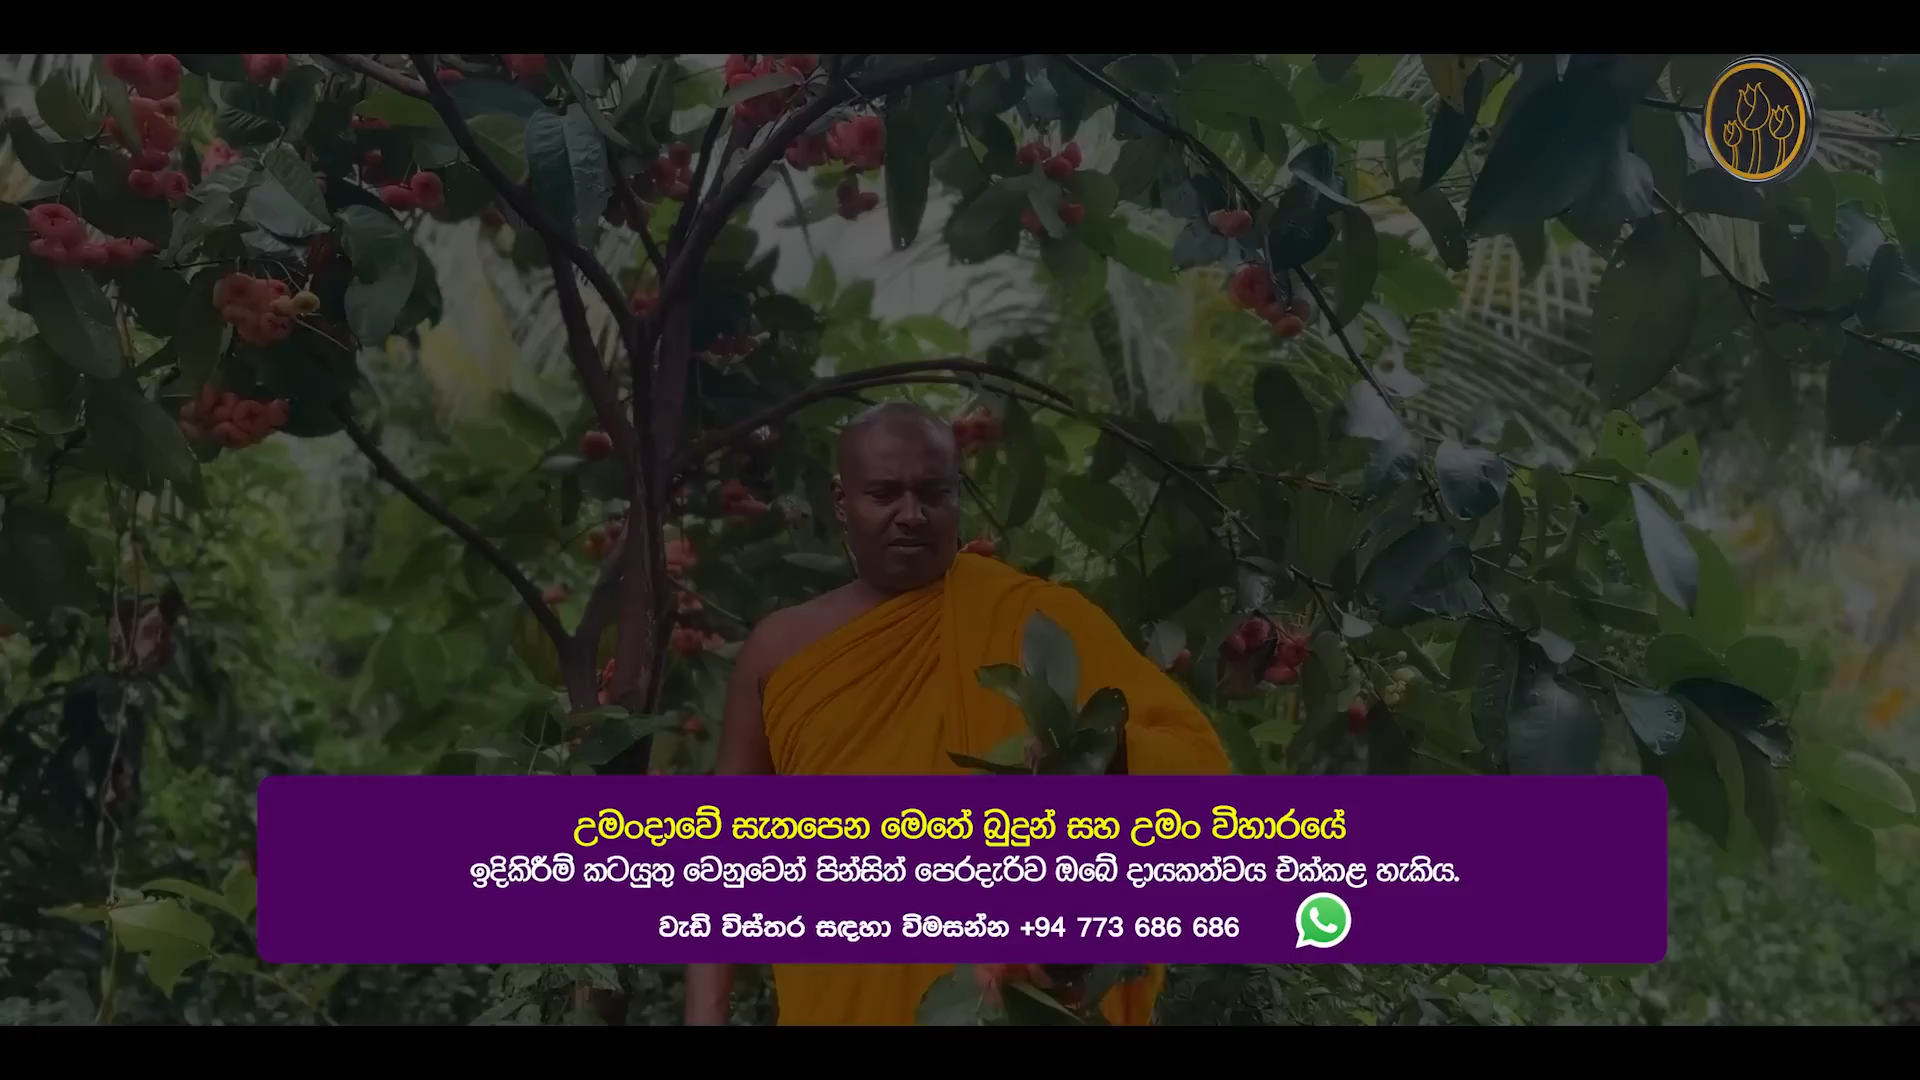 උමංදාවේ සැතපෙන මෙතේ බුදුන් සහ උමං විහාරයේ
ඉදිකිරීම් කටයුතු වෙනුවෙන් පින්සිත් පෙරදැරිව ඔබේ දායකත්වය එක්කළ හැකිය.
වැඩි විස්තර සඳහා විමසන්න +94 773 686 686